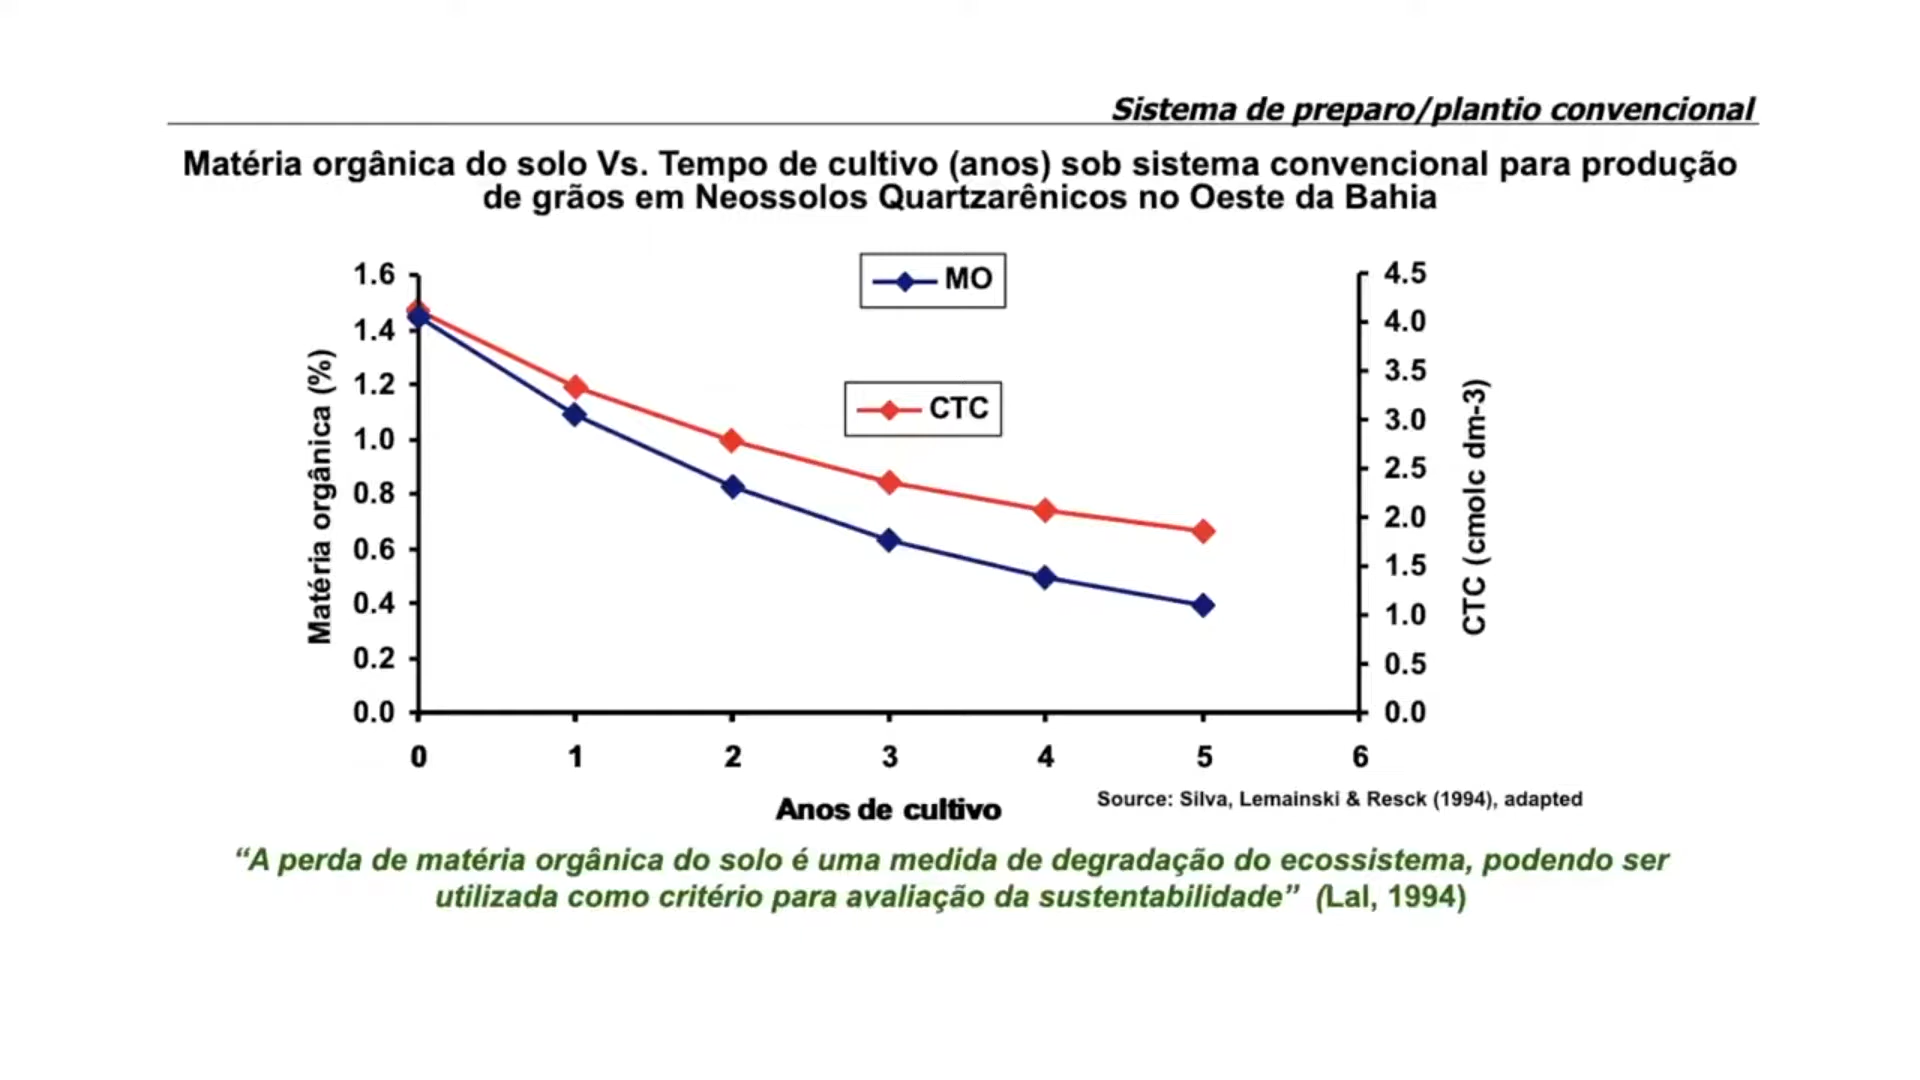 Sistema de preparo/plantio convencional
Matéria orgânica do solo Vs. Tempo de cultivo (anos) sob sistema convencional para produção
de grãos em Neossolos Quartzarênicos no Oeste da Bahia
MO
CTC
Matéria orgânica (%)
1.6
1.4
1.2
1.0
0.8
0.6
0.4
0.2
0.0
4.5
4.0
3.5
3.0
2.5
2.0
1.5
1.0
0.5
0.0
CTC (cmolc dm-3)
0 1 2 3 4 5 6
Anos de cultivo
Source: Silva, Lemainski & Resck (1994), adapted
“A perda de matéria orgânica do solo é uma medida de degradação do ecossistema, podendo ser
utilizada como critério para avaliação da sustentabilidade” (Lal, 1994)